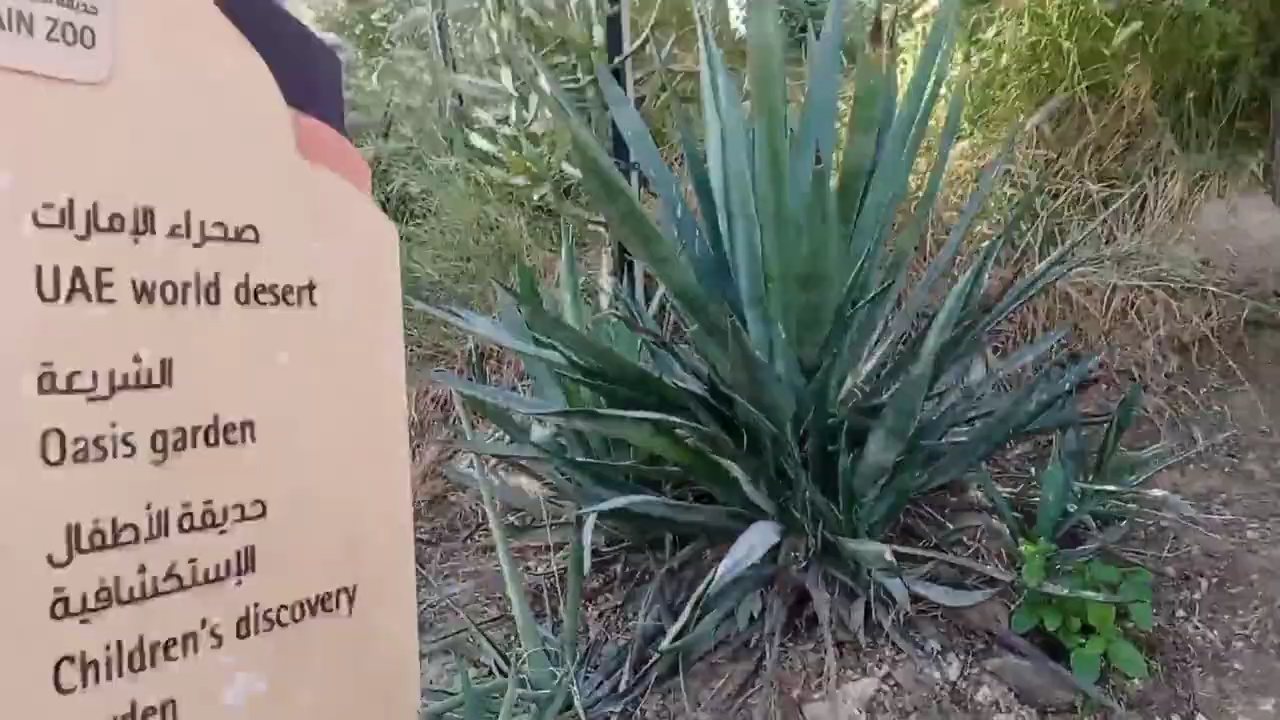 AIN ZOO
صحراء الإمارات
UAE world desert
الشريعة
Oasis garden
حديقة الأطفال
الإستكشافية
Children's discovery